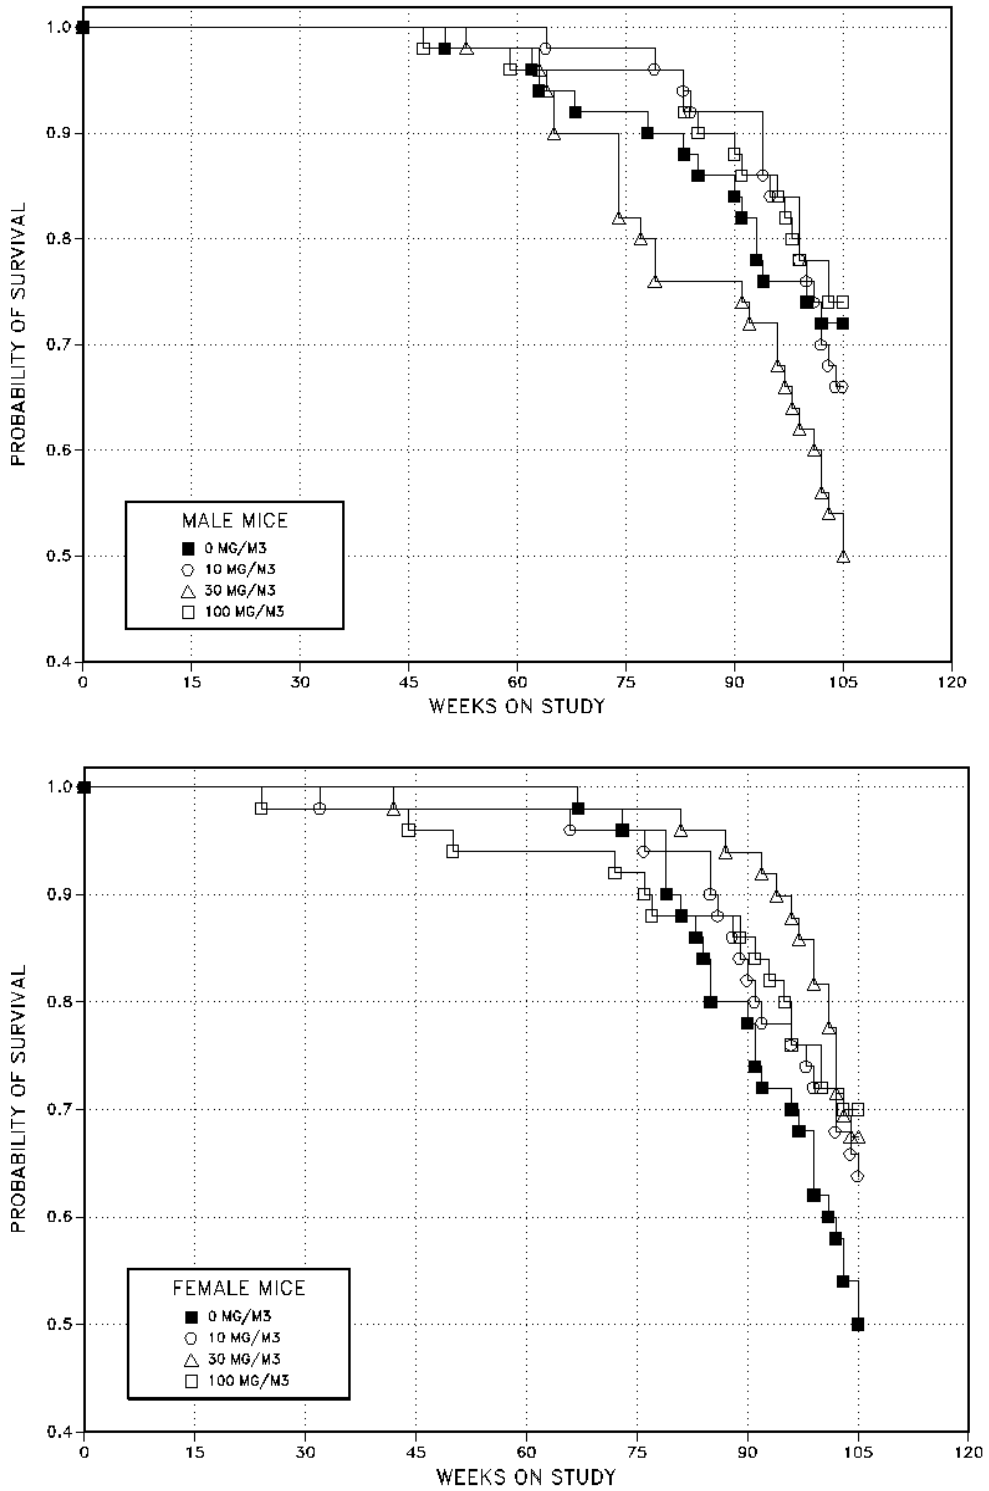 1.0
0.9
0.8
0.7
0.6
0.5
0.4
PROBABILITY OF SURVIVAL
MALE MICE
0 MG/M3
10 MG/M3
30 MG/M3
100 MG/M3
0 15 30 45 60 75 90 105 120
WEEKS ON STUDY
1.0
0.9
0.8
0.7
0.6
0.5
0.4
PROBABILITY OF SURVIVAL
FEMALE MICE
0 MG/M3
10 MG/M3
30 MG/M3
100 MG/M3
0 15 30 45 60 75 90 105 120
WEEKS ON STUDY